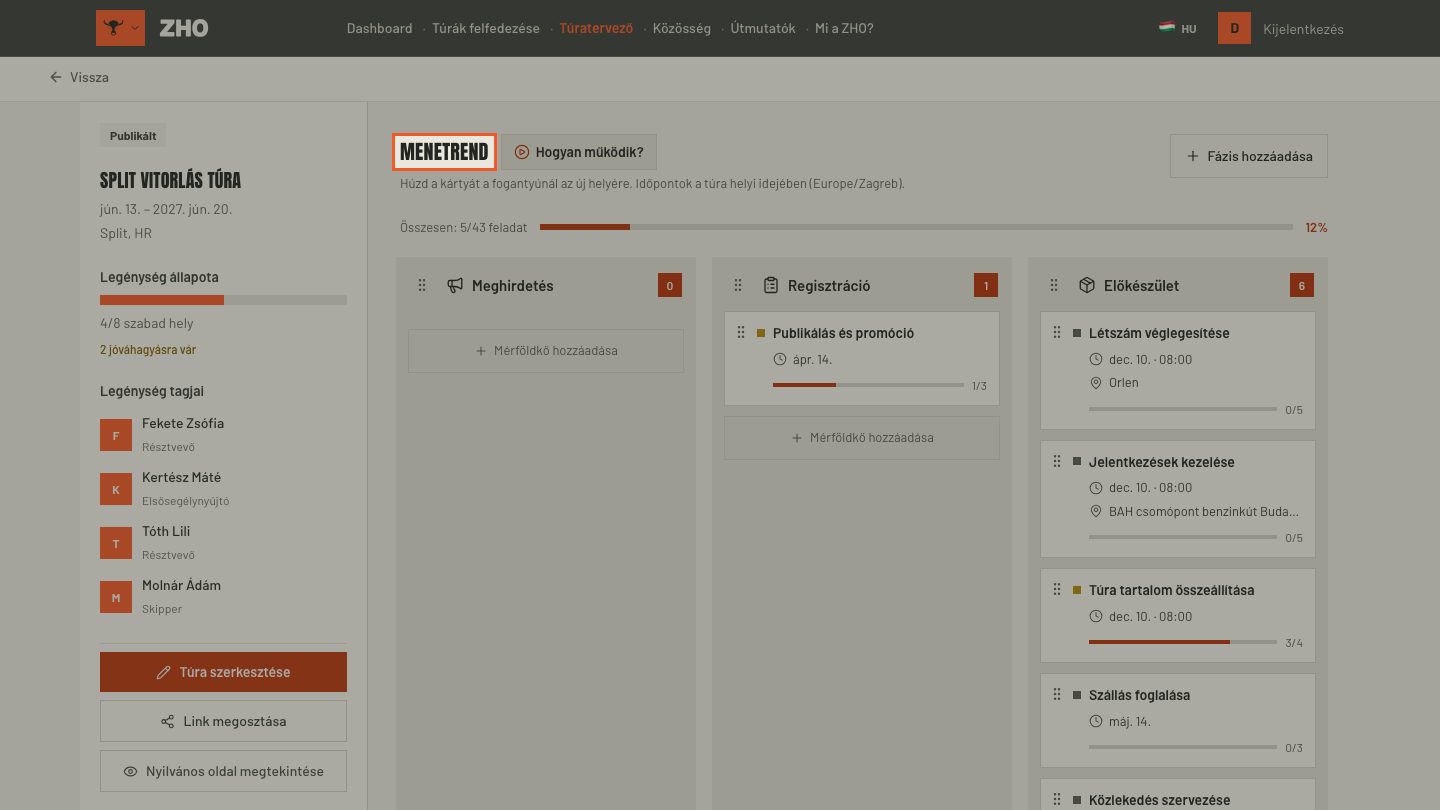 ZHO
Dashboard · Túrák felfedezése · Túratervező · Közösség · Útmutatók · Mi a ZHO?
HU
D
Kijelentkezés
Vissza
Publikált
SPLIT VITORLÁS TÚRA
jún. 13. – 2027. jún. 20.
Split, HR
Legénység állapota
4/8 szabad hely
2 jóváhagyásra vár
Legénység tagjai
F
Fekete Zsófia
Résztvevő
K
Kertész Máté
Elsősegélynyújtó
T
Tóth Lili
Résztvevő
M
Molnár Ádám
Skipper
Túra szerkesztése
Link megosztása
Nyilvános oldal megtekintése
MENETREND
Hogyan működik?
Fázis hozzáadása
Húzd a kártyát a fogantyúnál az új helyére. Időpontok a túra helyi idejében (Europe/Zagreb).
Összesen: 5/43 feladat
12%
Meghirdetés
0
Mérföldkő hozzáadása
Regisztráció
1
Publikálás és promóció
ápr. 14.
1/3
Mérföldkő hozzáadása
Előkészület
6
Létszám véglegesítése
dec. 10. · 08:00
Orlen
0/5
Jelentkezések kezelése
dec. 10. · 08:00
BAH csomópont benzinkút Buda...
0/5
Túra tartalom összeállítása
dec. 10. · 08:00
3/4
Szállás foglalása
máj. 14.
0/3
Közlekedés szervezése